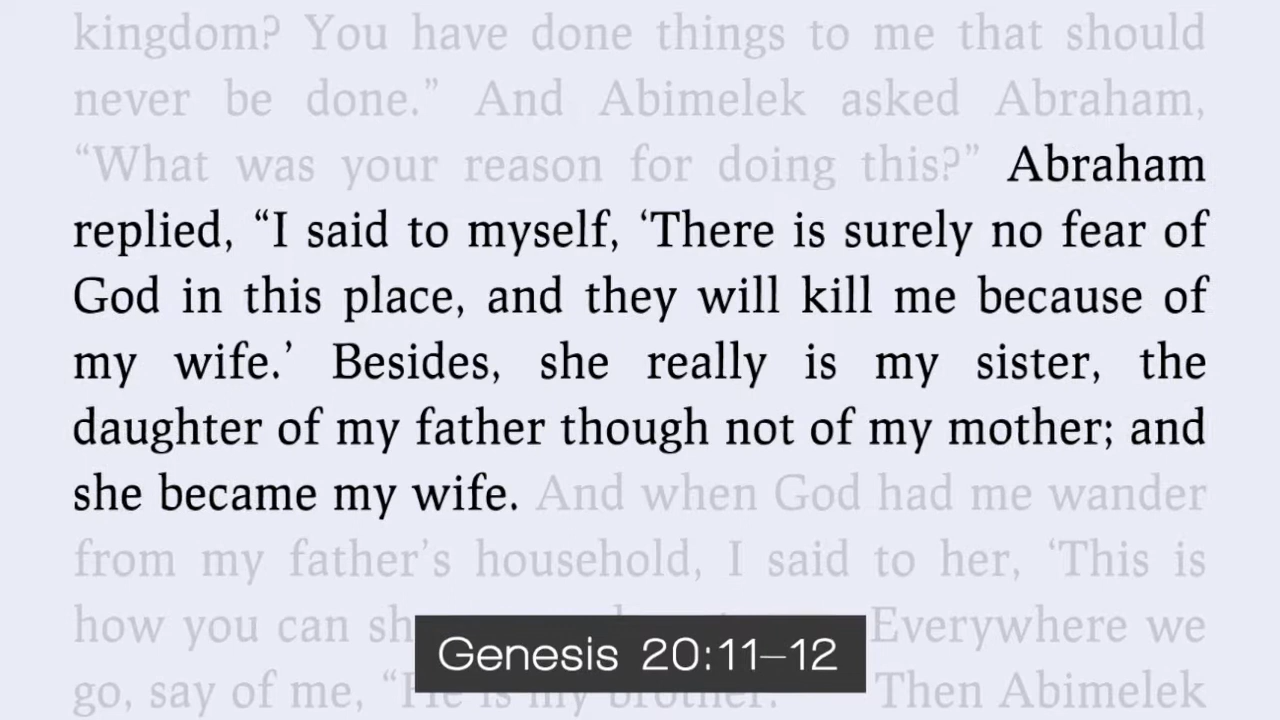 kingdom? You have done things to me that should
never be done.” And Abimelek asked Abraham,
“What was your reason for doing this?” Abraham
replied, “I said to myself, ‘There is surely no fear of
God in this place, and they will kill me because of
my wife.’ Besides, she really is my sister, the
daughter of my father though not of my mother; and
she became my wife. And when God had me wander
from my father’s household, I said to her, ‘This is
how you can Everywhere we
go, say of me, “He is my brother.” Then Abimelek
Genesis 20:11–12